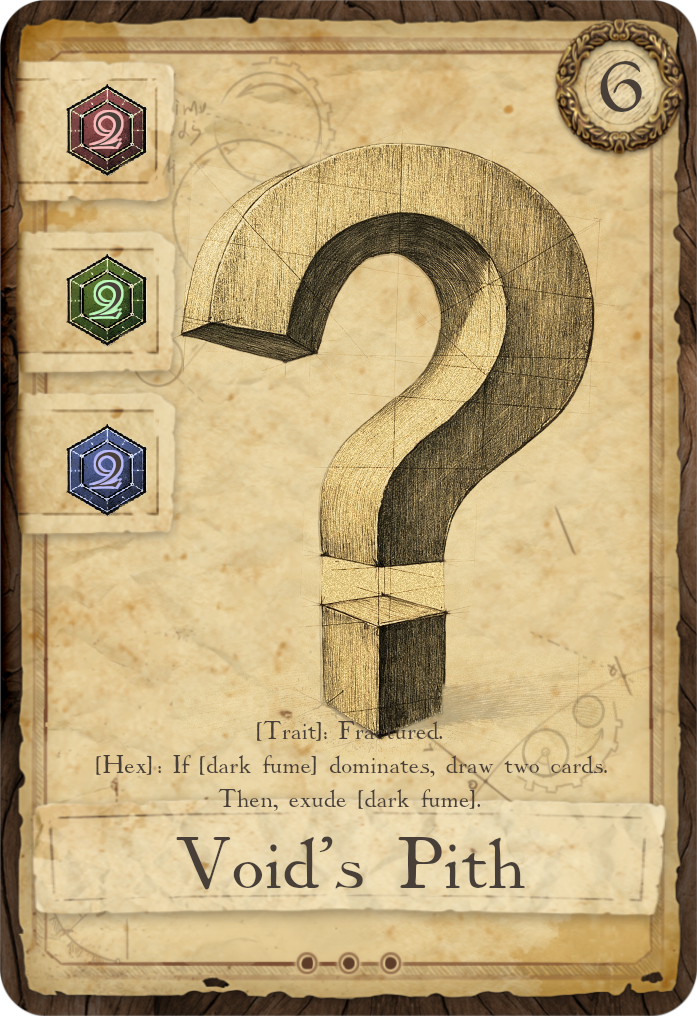 6
2
2
2
[Trait]: Fractured.
[Hex]: If [dark fume] dominates, draw two cards.
Then, exude [dark fume].
Void's Pith